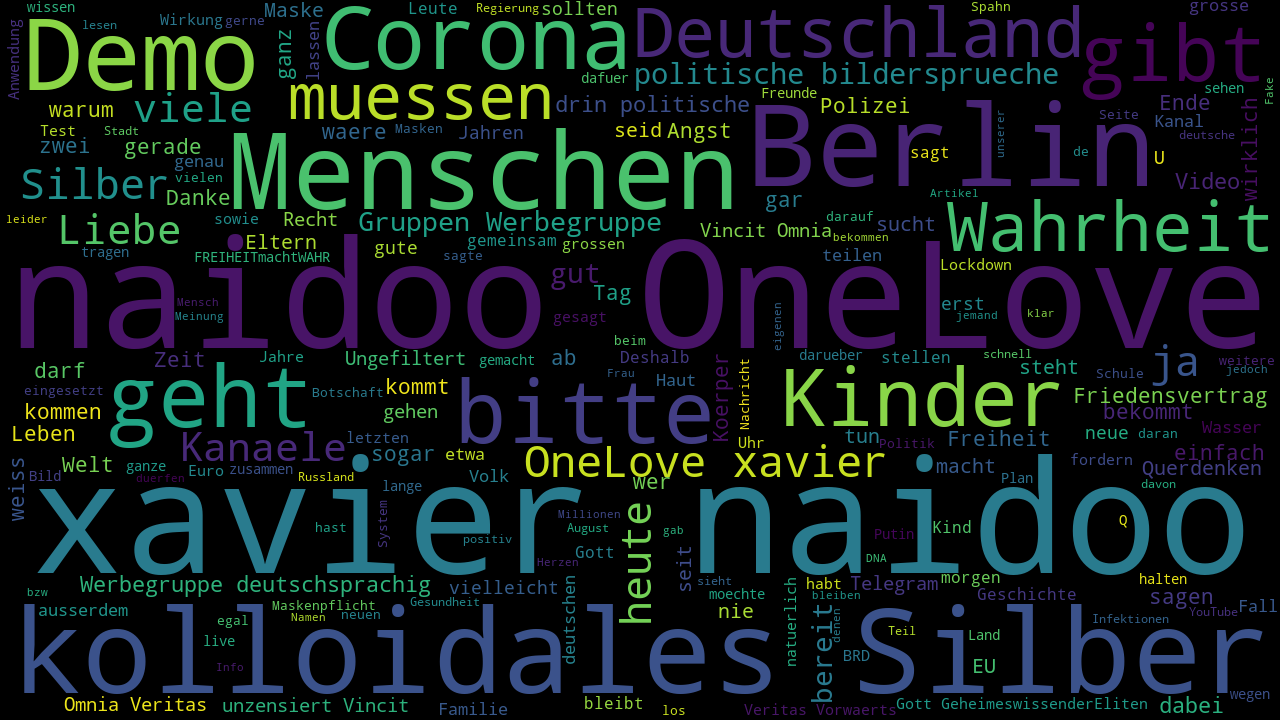 wissen
Wirkung
gerne
Maske
Leute
Regierung
sollten
Spahn
grosse
lesen
Demo
Corona
Deutschland
gibt
Anwendung
ganz
lassen
dafuer
politische bildersprueche
sehen
Fake
warum
viele
muessen
drin politische
Freunde
Polizei
Ende
Kanal
Seite
wirklich
Test
Stadt
waere
Masken
Jahren
seid
Angst
Berlin
unserer
deutsche
zwei
gerade
genau
vielen
Menschen
sagt
de
U
Silber
Danke
gar
Artikel
Video
leider
Liebe
sowie
Recht
Gruppen Werbegruppe
Vincit Omnia
darauf
bekommen
sucht
Wahrheit
tragen
Eltern
FREIHEITmachtWAHR
gute
gemeinsam
sagte
grossen
teilen
Lockdown
naidoo OneLove
gut
Tag
Mensch
Meinung
gesagt
eigenen
erst
jemand
klar
beim
darf
Zeit
Jahre
Ungefiltert
gemacht
ab
Deshalb
Frau
Haut
Koerper
Nachricht
darueber
stellen
schnell
steht
Schule
ja
weitere
jedoch
eingesetzt
geht
Botschaft
kommt
bitte
Kinder
Friedensvertrag
kommen
gehen
bekommt
Leben
Kanaele
letzten
sogar
etwa
Uhr
tun
Politik
Freiheit
neue
daran
Wasser
einfach
weiss
Bild
Welt
ganze
duerfen
Euro
zusammen
Russland
lange
Volk
OneLove xavier
wer
macht
Plan
fordern
Querdenken
davon
xavier naidoo
hast
System
positiv
Millionen
August
Gott
Herzen
heute
gab
seit
Putin
DNA
Kind
Q
bzw
Werbegruppe deutschsprachig
vielleicht
deutschen
sieht
moechte
natuerlich
habt
bleiben
Telegram
morgen
Geschichte
halten
sagen
YouTube
Fall
ausserdem
egal
Maskenpflicht
Namen
neuen
Gesundheit
nie
bereit
denen
Teil
Land
Infektionen
kolloidales Silber
live
Info
BRD
EU
wegen
Omnia Veritas
unzensiert Vincit
Familie
bleibt
los
Veritas Vorwaerts
Gott GeheimeswissenderEliten
dabei